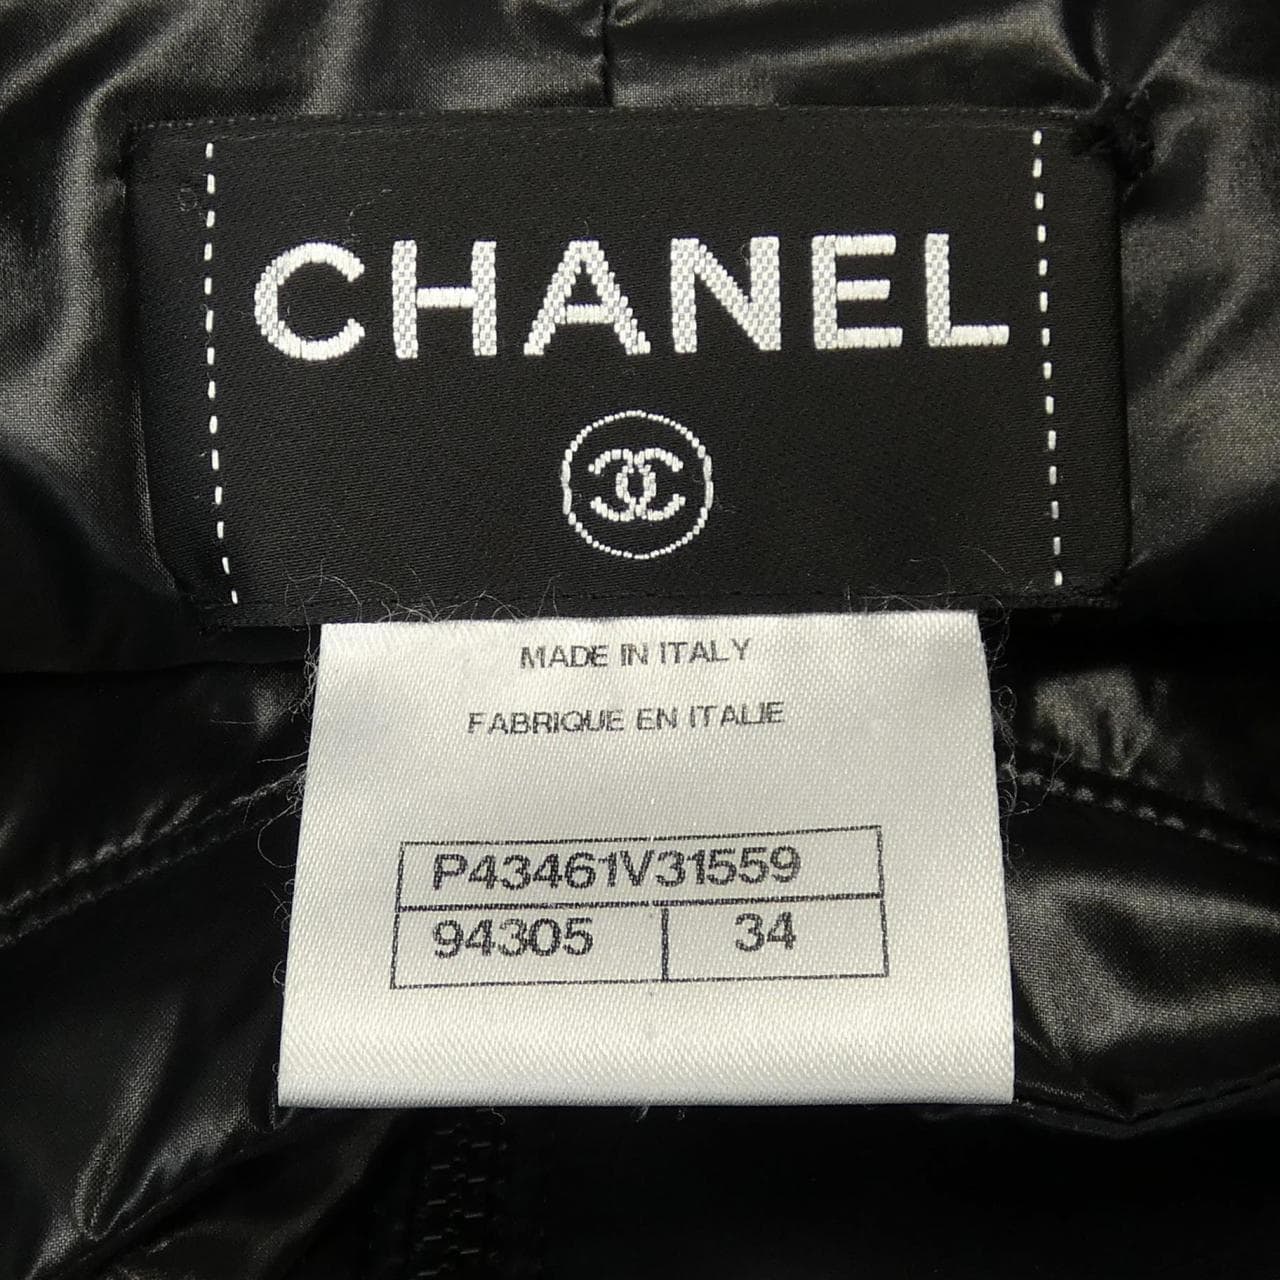 CHANEL
MADE IN ITALY
FABRIQUE EN ITALIE
P43461V31559
94305 34